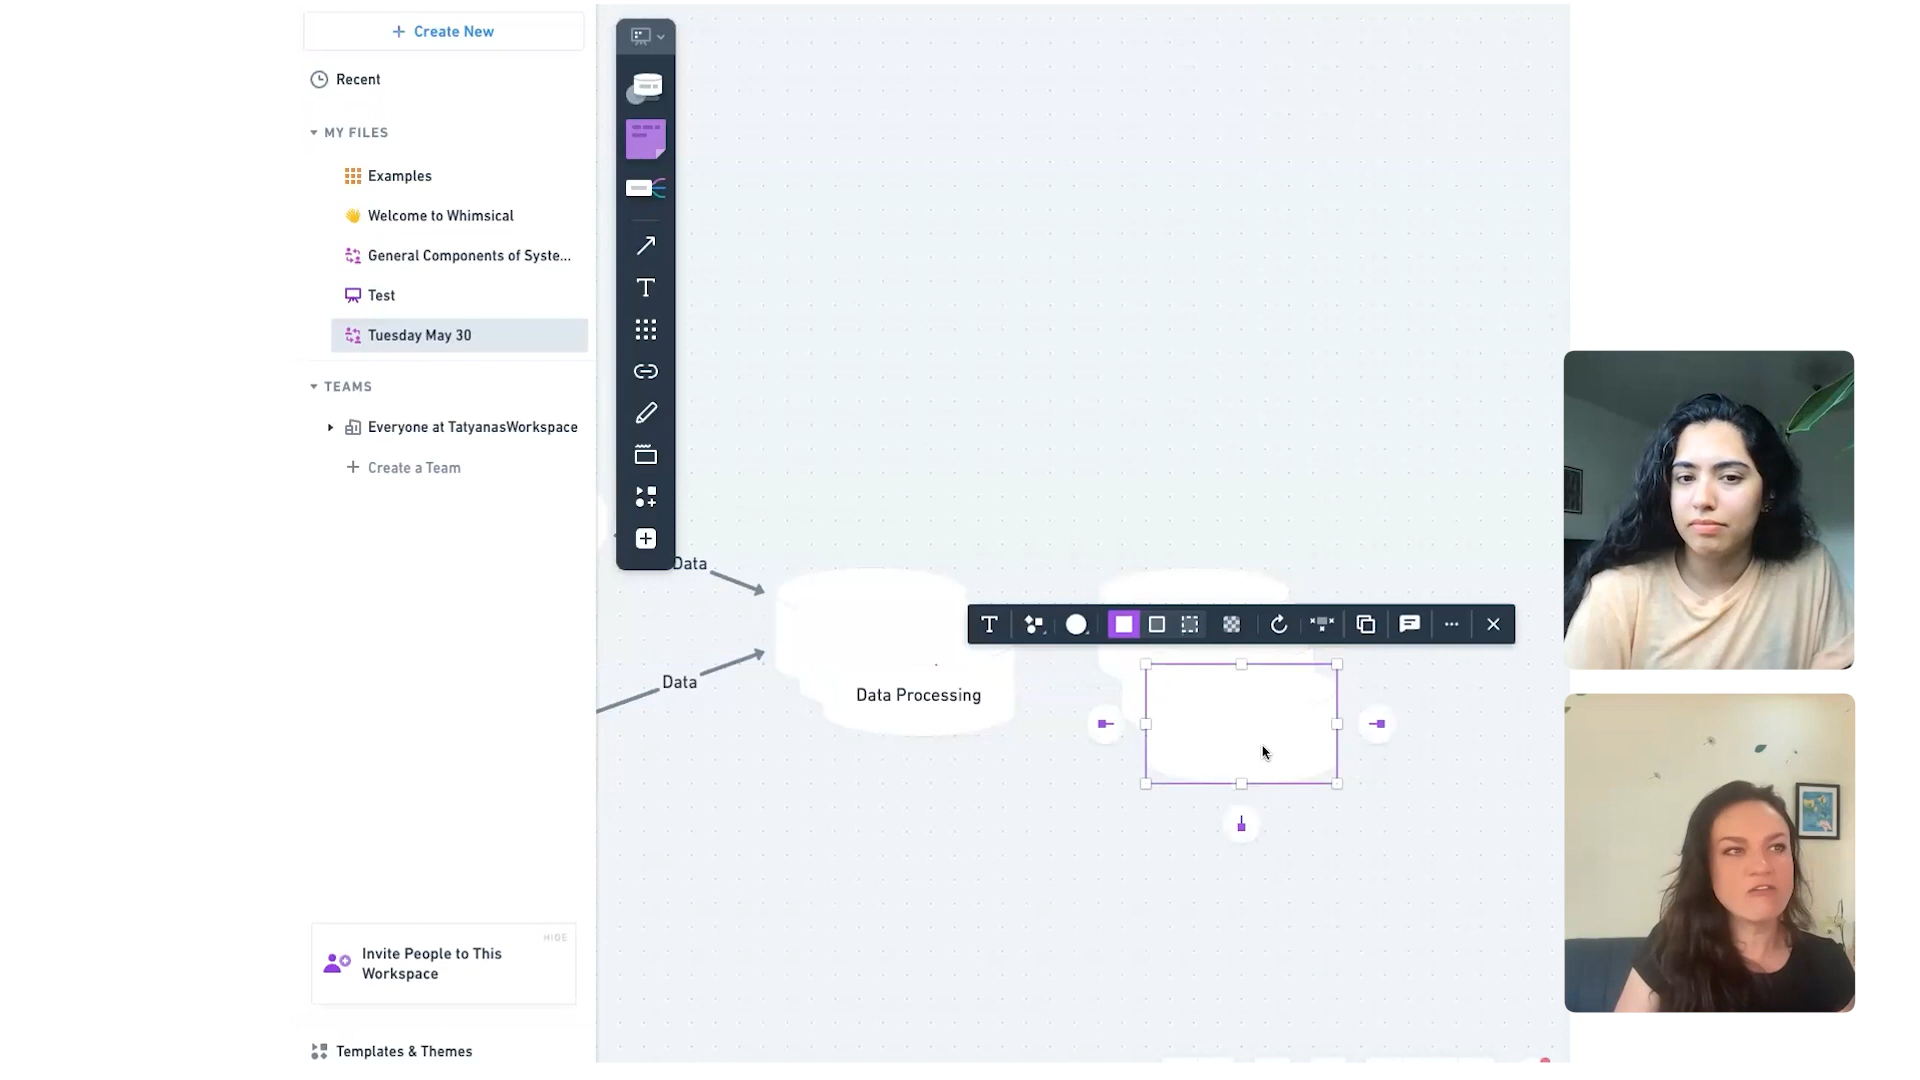 + Create New
Recent
MY FILES
Examples
Welcome to Whimsical
General Components of Syste...
Test
Tuesday May 30
TEAMS
Everyone at TatyanasWorkspace
+ Create a Team
HIDE
Invite People to This
Workspace
Templates & Themes
T
Data
T
Data
Data Processing